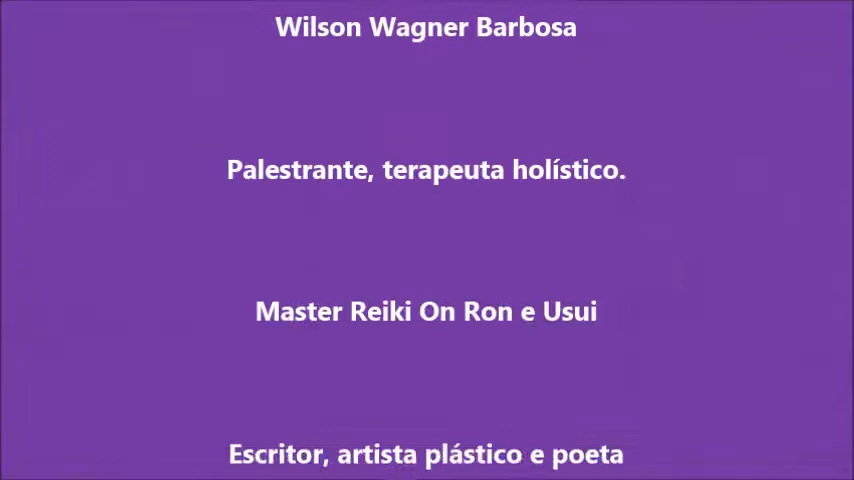 Wilson Wagner Barbosa
Palestrante, terapeuta holístico.
Master Reiki On Ron e Usui
Escritor, artista plástico e poeta